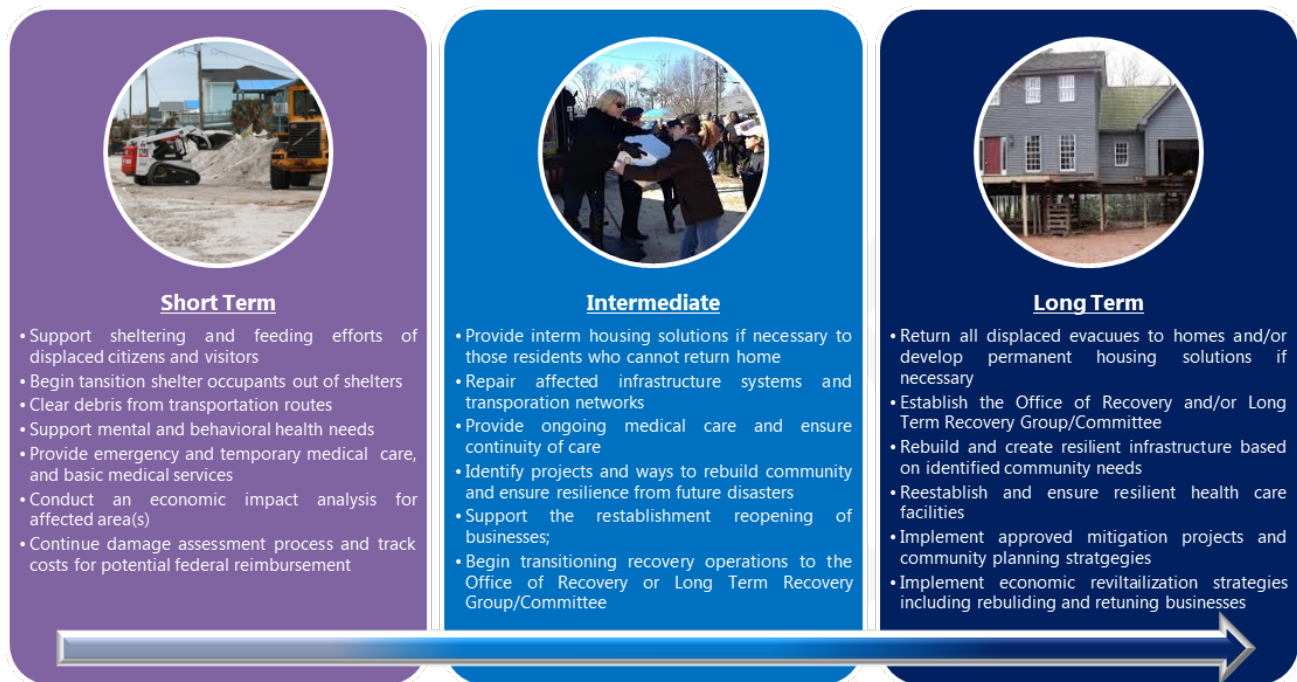 Short Term
• Support sheltering and feeding efforts of
displaced citizens and visitors
• Begin tansition shelter occupants out of shelters
• Clear debris from transportation routes
• Support mental and behavioral health needs
• Provide emergency and temporary medical care,
and basic medical services
• Conduct an economic impact analysis for
affected area(s)
• Continue damage assessment process and track
costs for potential federal reimbursement
Intermediate
• Provide interm housing solutions if necessary to
those residents who cannot return home
• Repair affected infrastructure systems and
transporation networks
• Provide ongoing medical care and ensure
continuity of care
• Identify projects and ways to rebuild community
and ensure resilience from future disasters
• Support the restablishment reopening of
businesses;
• Begin transitioning recovery operations to the
Office of Recovery or Long Term Recovery
Group/Committee
Long Term
• Return all displaced evacuues to homes and/or
develop permanent housing solutions if
necessary
• Establish the Office of Recovery and/or Long
Term Recovery Group/Committee
• Rebuild and create resilient infrastructure based
on identified community needs
• Reestablish and ensure resilient health care
facilities
• Implement approved mitigation projects and
community planning stratgegies
• Implement economic reviltailization strategies
including rebuliding and retuning businesses